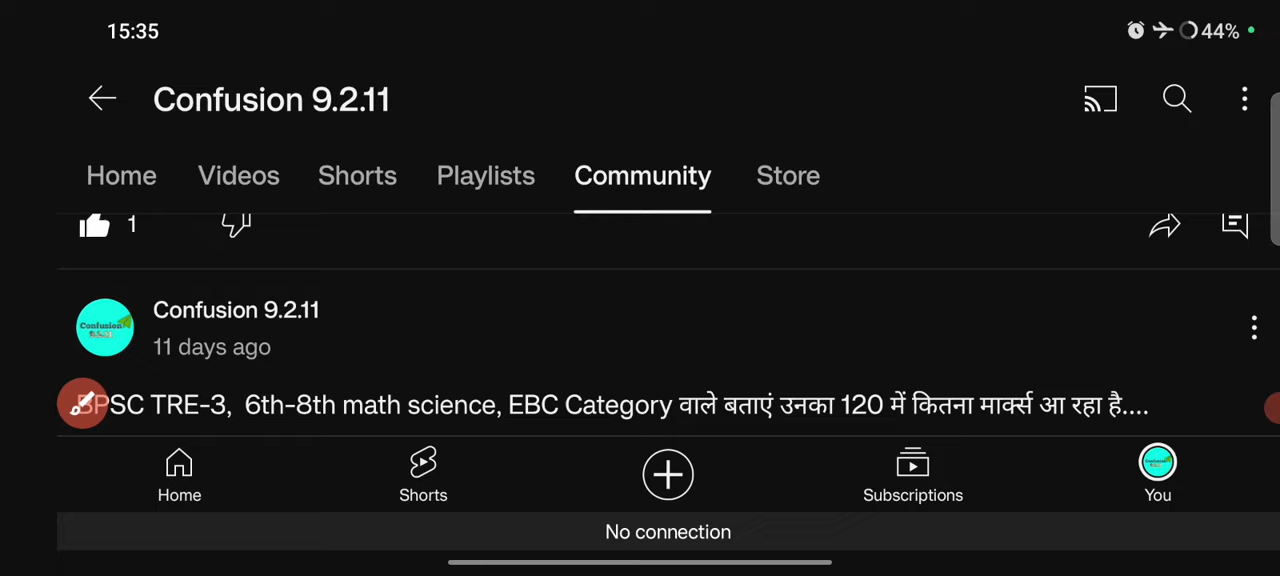 15:35
44%
Confusion 9.2.11
Home Videos Shorts Playlists Community Store
1
Confusion 9.2.11
11 days ago
BPSC TRE-3, 6th-8th math science, EBC Category वाले बताएं उनका 120 में कितना मार्क्स आ रहा है....
Home Shorts Subscriptions You
No connection